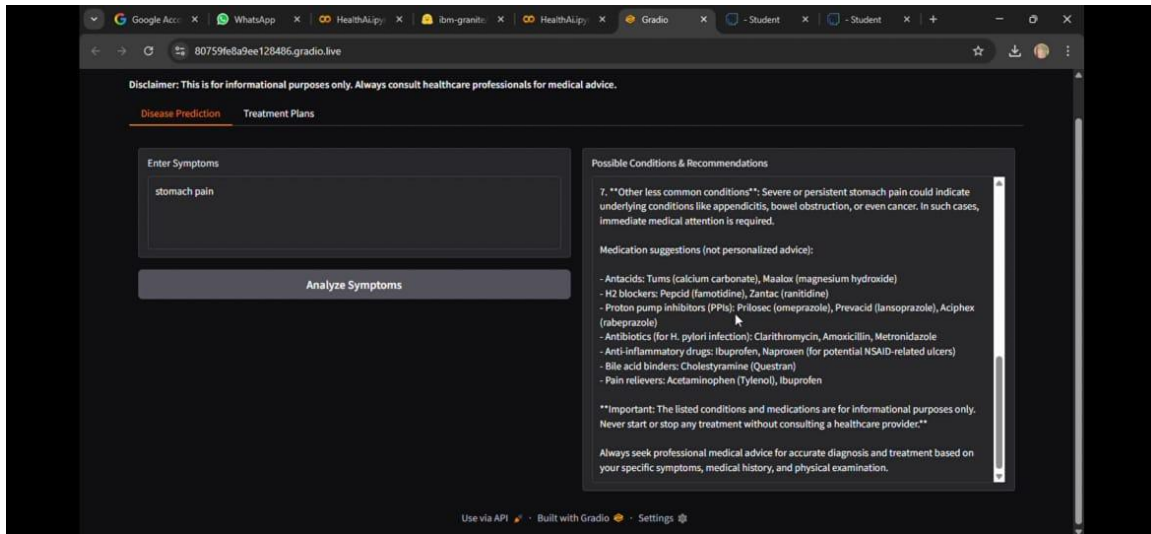 Google Acco
WhatsApp
HealthAI.ipy
ibm-granite
HealthAI.ipy
Gradio
- Student
- Student
80759fe8a9ee128486.gradio.live
Disclaimer: This is for informational purposes only. Always consult healthcare professionals for medical advice.
Disease Prediction
Treatment Plans
Enter Symptoms
stomach pain
Analyze Symptoms
Possible Conditions & Recommendations
7. **Other less common conditions**: Severe or persistent stomach pain could indicate
underlying conditions like appendicitis, bowel obstruction, or even cancer. In such cases,
immediate medical attention is required.
Medication suggestions (not personalized advice):
- Antacids: Tums (calcium carbonate), Maalox (magnesium hydroxide)
- H2 blockers: Pepcid (famotidine), Zantac (ranitidine)
- Proton pump inhibitors (PPIs): Prilosec (omeprazole), Prevacid (lansoprazole), Aciphex
(rabeprazole)
- Antibiotics (for H. pylori infection): Clarithromycin, Amoxicillin, Metronidazole
- Anti-inflammatory drugs: Ibuprofen, Naproxen (for potential NSAID-related ulcers)
- Bile acid binders: Cholestyramine (Questran)
- Pain relievers: Acetaminophen (Tylenol), Ibuprofen
**Important: The listed conditions and medications are for informational purposes only.
Never start or stop any treatment without consulting a healthcare provider.**
Always seek professional medical advice for accurate diagnosis and treatment based on
your specific symptoms, medical history, and physical examination.
Use via API · Built with Gradio · Settings